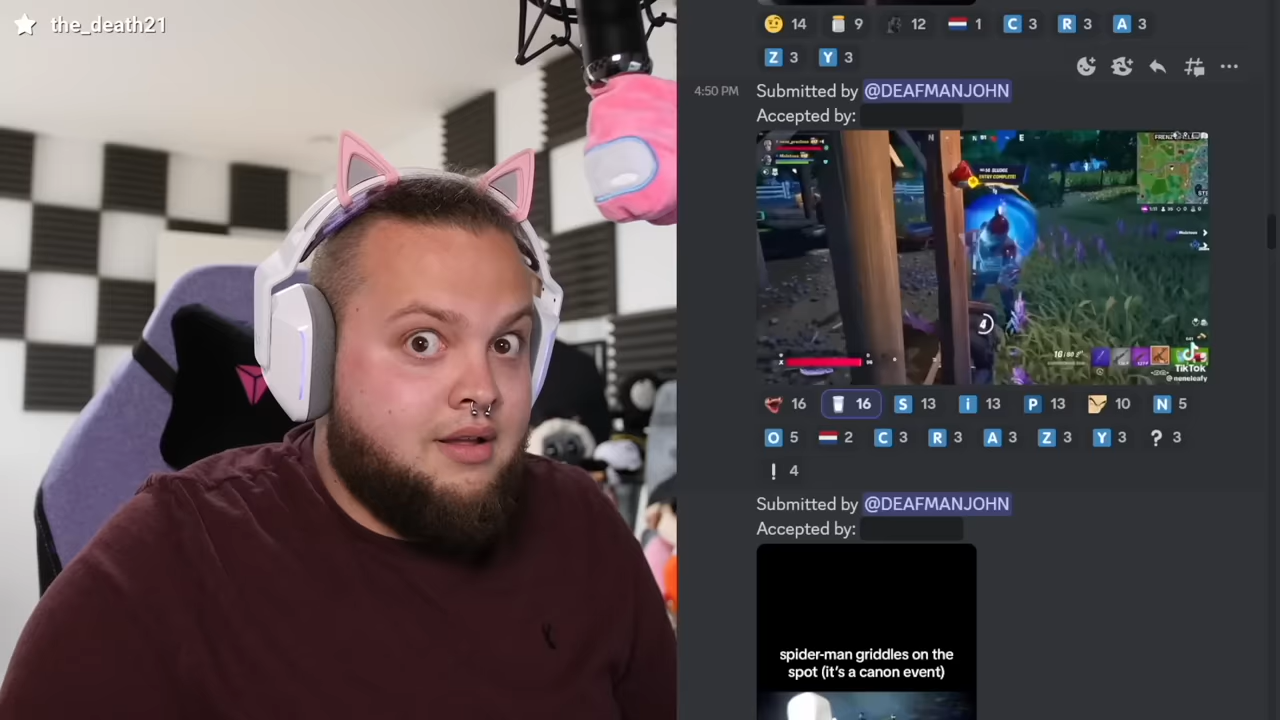 the_death21
14
9
12
1
C 3
R 3
A 3
Z 3
Y 3
4:50 PM
Submitted by @DEAFMANJOHN
Accepted by:
N
E
TikTok
@neneleafy
16
16
S 13
i 13
P 13
10
N 5
O 5
2
C 3
R 3
A 3
Z 3
Y 3
? 3
! 4
Submitted by @DEAFMANJOHN
Accepted by:
spider-man griddles on the
spot (it's a canon event)